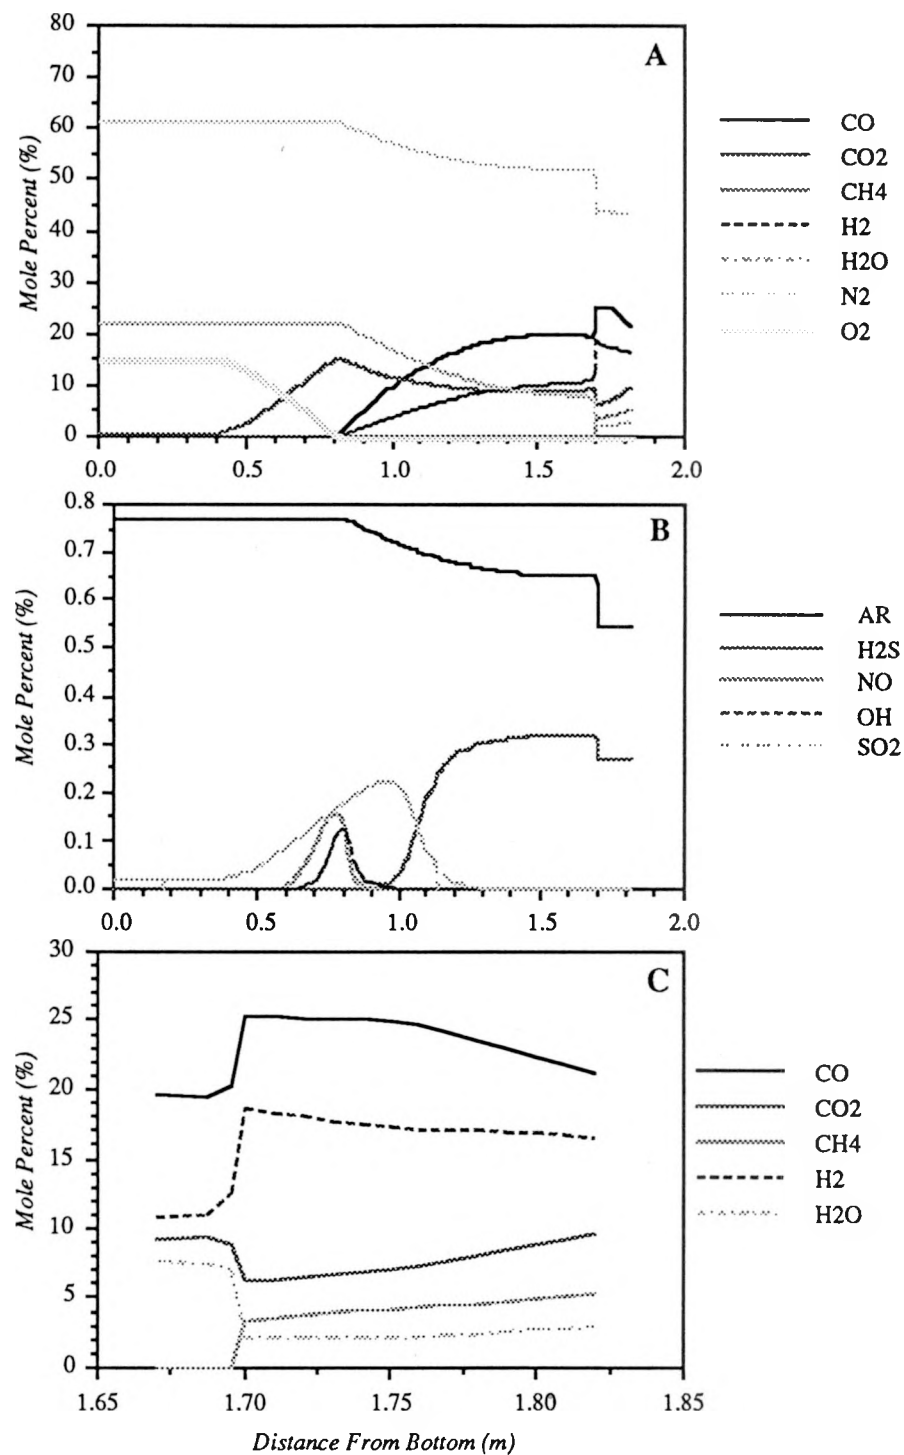 80
70
60
50
40
30
20
10
0
Mole Percent (%)
A
0.0 0.5 1.0 1.5 2.0
CO
CO2
CH4
H2
H2O
N2
O2
0.8
0.7
0.6
0.5
0.4
0.3
0.2
0.1
0.0
Mole Percent (%)
B
0.0 0.5 1.0 1.5 2.0
AR
H2S
NO
OH
SO2
30
25
20
15
10
5
0
Mole Percent (%)
C
1.65 1.70 1.75 1.80 1.85
Distance From Bottom (m)
CO
CO2
CH4
H2
H2O